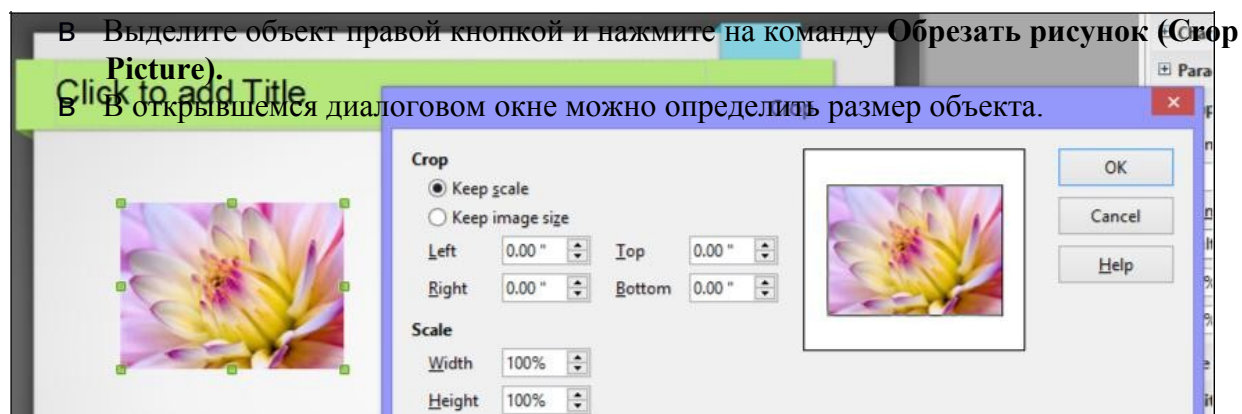 В Выделите объект правой кнопкой и нажмите на команду Обрезать рисунок (Crop
Picture).
Click to add Title
В В открывшемся диалоговом окне можно определить размер объекта.
Para
Crop
Keep scale
Keep image size
Left 0.00 " Top 0.00 "
Right 0.00 " Bottom 0.00 "
Scale
Width 100%
Height 100%
OK
Cancel
Help